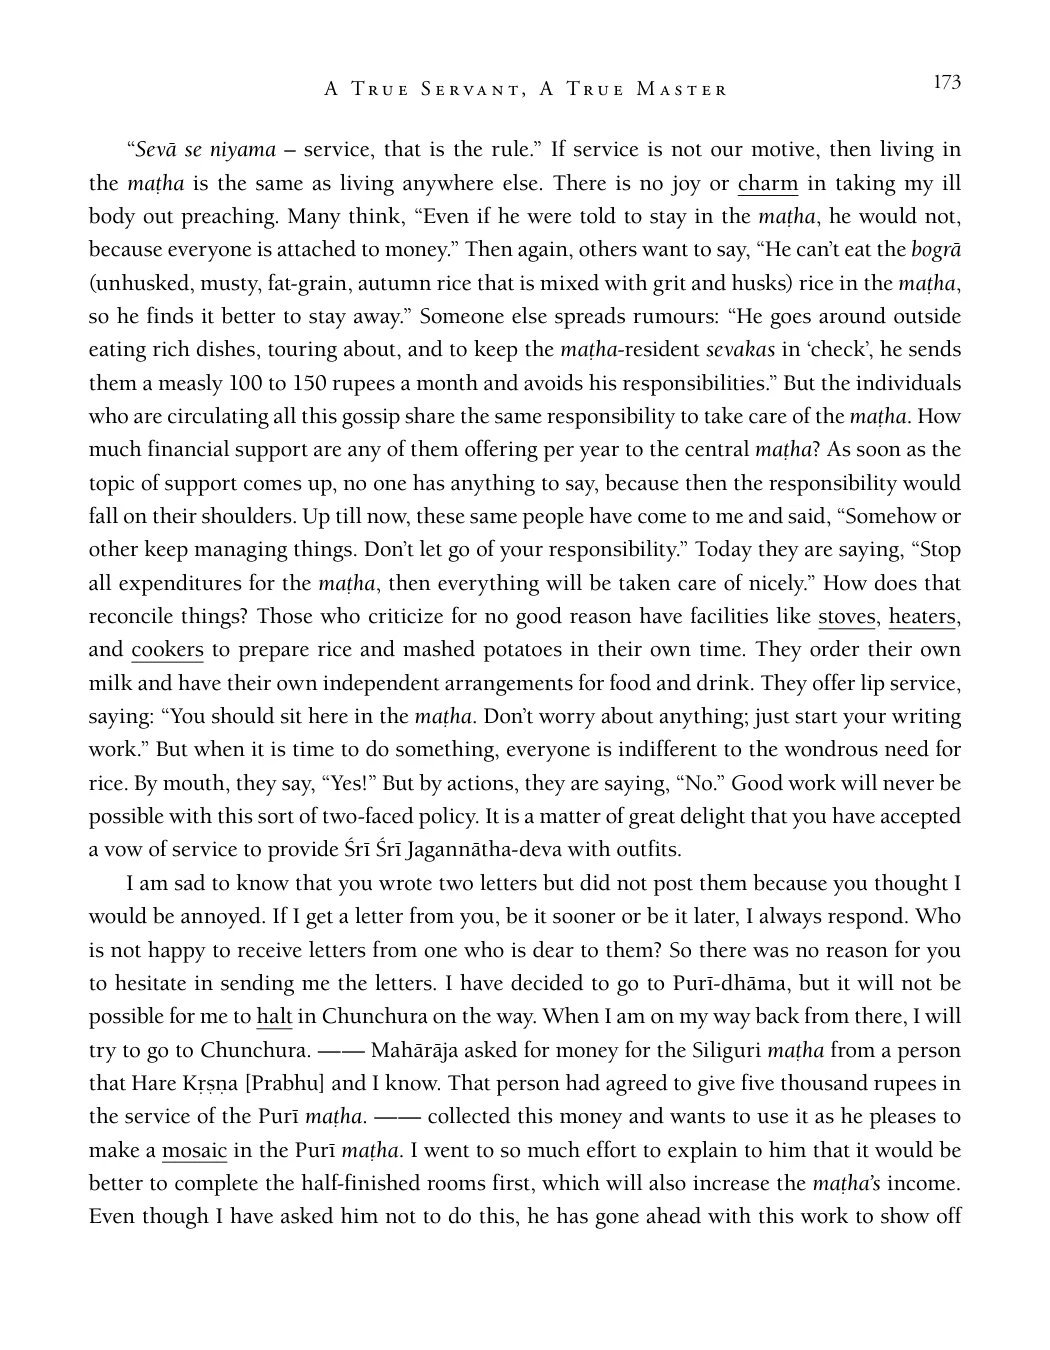 A True Servant, A True Master
173
“Sevā se niyama – service, that is the rule.” If service is not our motive, then living in
the maṭha is the same as living anywhere else. There is no joy or charm in taking my ill
body out preaching. Many think, “Even if he were told to stay in the maṭha, he would not,
because everyone is attached to money.” Then again, others want to say, “He can’t eat the bogrā
(unhusked, musty, fat-grain, autumn rice that is mixed with grit and husks) rice in the maṭha,
so he finds it better to stay away.” Someone else spreads rumours: “He goes around outside
eating rich dishes, touring about, and to keep the maṭha-resident sevakas in ‘check’, he sends
them a measly 100 to 150 rupees a month and avoids his responsibilities.” But the individuals
who are circulating all this gossip share the same responsibility to take care of the maṭha. How
much financial support are any of them offering per year to the central maṭha? As soon as the
topic of support comes up, no one has anything to say, because then the responsibility would
fall on their shoulders. Up till now, these same people have come to me and said, “Somehow or
other keep managing things. Don’t let go of your responsibility.” Today they are saying, “Stop
all expenditures for the maṭha, then everything will be taken care of nicely.” How does that
reconcile things? Those who criticize for no good reason have facilities like stoves, heaters,
and cookers to prepare rice and mashed potatoes in their own time. They order their own
milk and have their own independent arrangements for food and drink. They offer lip service,
saying: “You should sit here in the maṭha. Don’t worry about anything; just start your writing
work.” But when it is time to do something, everyone is indifferent to the wondrous need for
rice. By mouth, they say, “Yes!” But by actions, they are saying, “No.” Good work will never be
possible with this sort of two-faced policy. It is a matter of great delight that you have accepted
a vow of service to provide Śrī Śrī Jagannātha-deva with outfits.
I am sad to know that you wrote two letters but did not post them because you thought I
would be annoyed. If I get a letter from you, be it sooner or be it later, I always respond. Who
is not happy to receive letters from one who is dear to them? So there was no reason for you
to hesitate in sending me the letters. I have decided to go to Purī-dhāma, but it will not be
possible for me to halt in Chunchura on the way. When I am on my way back from there, I will
try to go to Chunchura. —— Mahārāja asked for money for the Siliguri maṭha from a person
that Hare Kṛṣṇa [Prabhu] and I know. That person had agreed to give five thousand rupees in
the service of the Purī maṭha. —— collected this money and wants to use it as he pleases to
make a mosaic in the Purī maṭha. I went to so much effort to explain to him that it would be
better to complete the half-finished rooms first, which will also increase the maṭha’s income.
Even though I have asked him not to do this, he has gone ahead with this work to show off